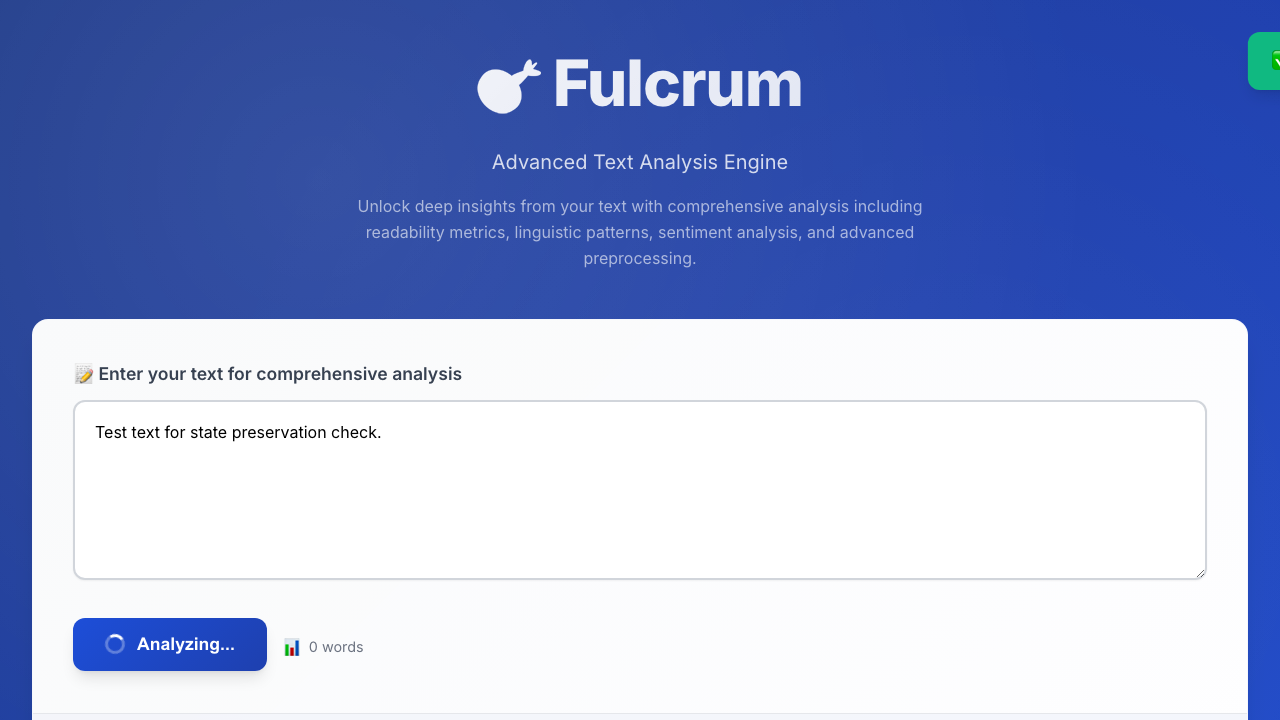 Fulcrum
Advanced Text Analysis Engine
Unlock deep insights from your text with comprehensive analysis including
readability metrics, linguistic patterns, sentiment analysis, and advanced
preprocessing.
Enter your text for comprehensive analysis
Test text for state preservation check.
Analyzing...
0 words